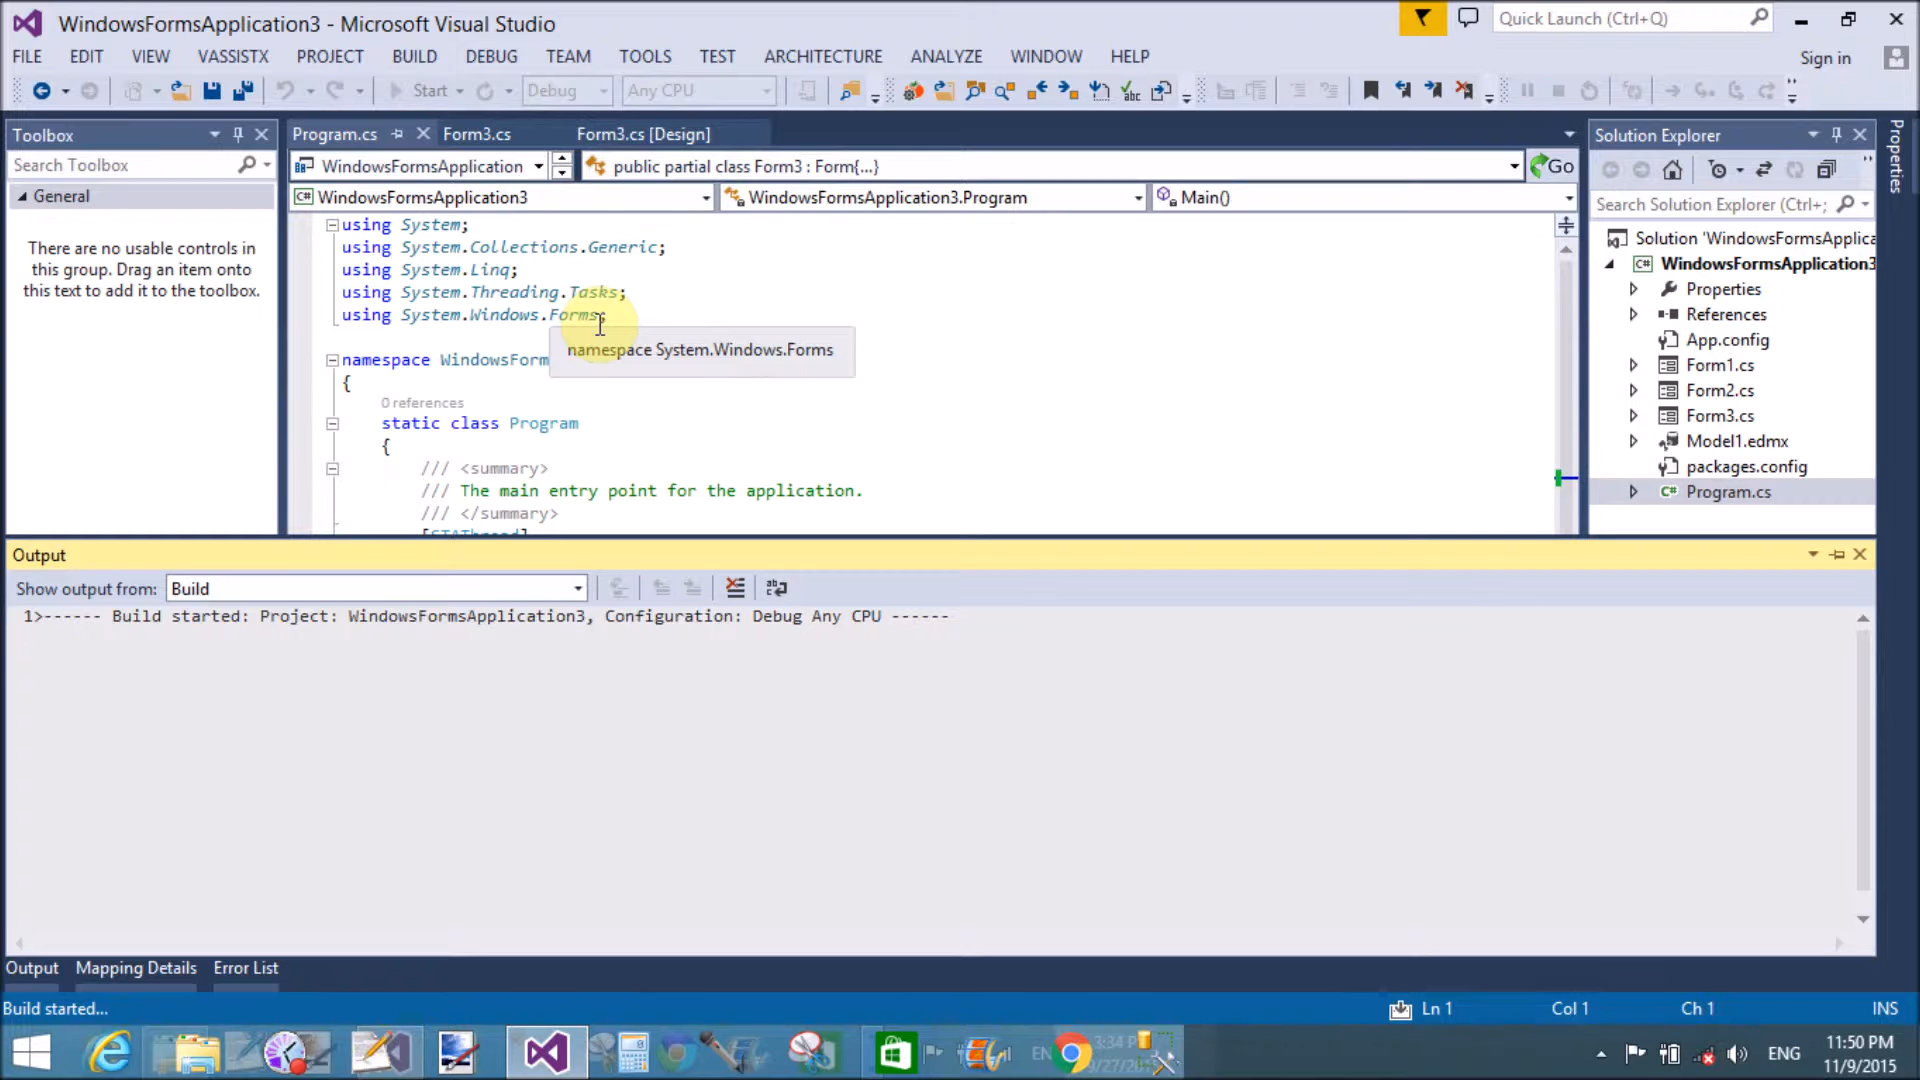 WindowsFormsApplication3 - Microsoft Visual Studio
Quick Launch (Ctrl+Q)
FILE EDIT VIEW VASSISTX PROJECT BUILD DEBUG TEAM TOOLS TEST ARCHITECTURE ANALYZE WINDOW HELP
Sign in
Start Debug Any CPU
Toolbox
Search Toolbox
General
There are no usable controls in
this group. Drag an item onto
this text to add it to the toolbox.
Program.cs Form3.cs Form3.cs [Design]
WindowsFormsApplication public partial class Form3 : Form{...} Go
WindowsFormsApplication3 WindowsFormsApplication3.Program Main()
using System;
using System.Collections.Generic;
using System.Linq;
using System.Threading.Tasks;
using System.Windows.Forms;
namespace System.Windows.Forms
namespace WindowsForm
{
0 references
static class Program
{
/// <summary>
/// The main entry point for the application.
/// </summary>
[STAThread]
Solution Explorer
Search Solution Explorer (Ctrl+;
Solution 'WindowsFormsApplica
WindowsFormsApplication3
Properties
References
App.config
Form1.cs
Form2.cs
Form3.cs
Model1.edmx
packages.config
Program.cs
Properties
Output
Show output from: Build
1>------ Build started: Project: WindowsFormsApplication3, Configuration: Debug Any CPU ------
Output Mapping Details Error List
Build started...
Ln 1 Col 1 Ch 1 INS
EN 3:34 P
ENG
11:50 PM
11/9/2015